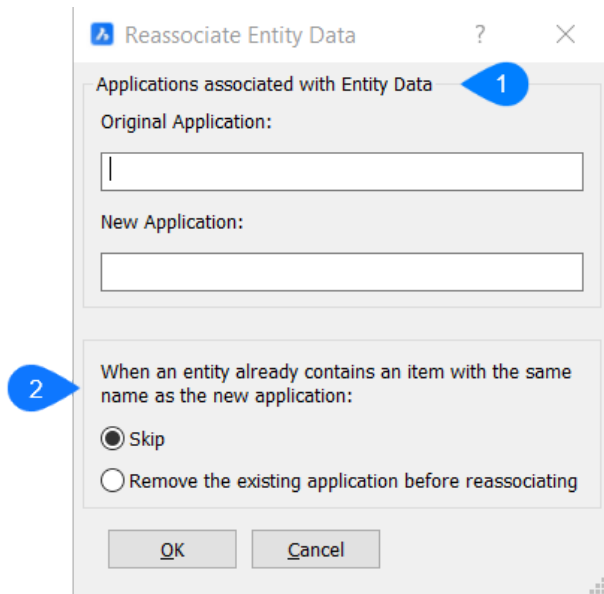 Reassociate Entity Data ?
Applications associated with Entity Data 1
Original Application:
New Application:
2 When an entity already contains an item with the same
name as the new application:
Skip
Remove the existing application before reassociating
OK Cancel